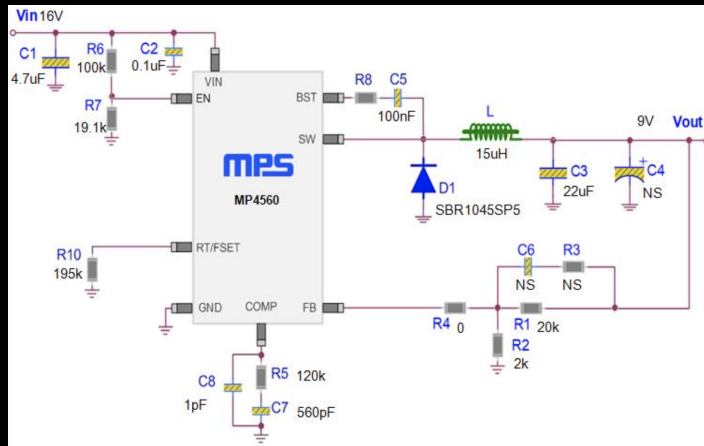 Vin 16V
C1
4.7uF
R6
100k
C2
0.1uF
R7
19.1k
VIN
EN
BST
SW
mps
MP4560
RT/FSET
GND
COMP
FB
R8
C5
100nF
L
15uH
D1
SBR1045SP5
9V
Vout
C3
22uF
+
C4
NS
R10
195k
C6
NS
R3
NS
R4
0
R1
20k
R2
2k
C8
1pF
R5
120k
C7
560pF